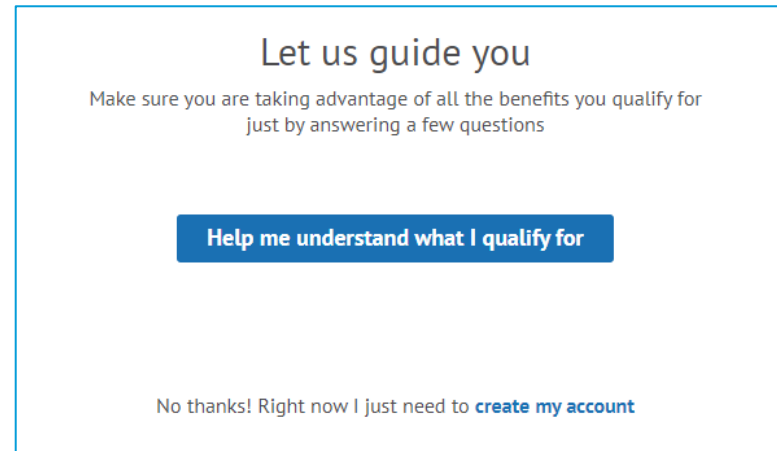 Let us guide you
Make sure you are taking advantage of all the benefits you qualify for
just by answering a few questions
Help me understand what I qualify for
No thanks! Right now I just need to create my account